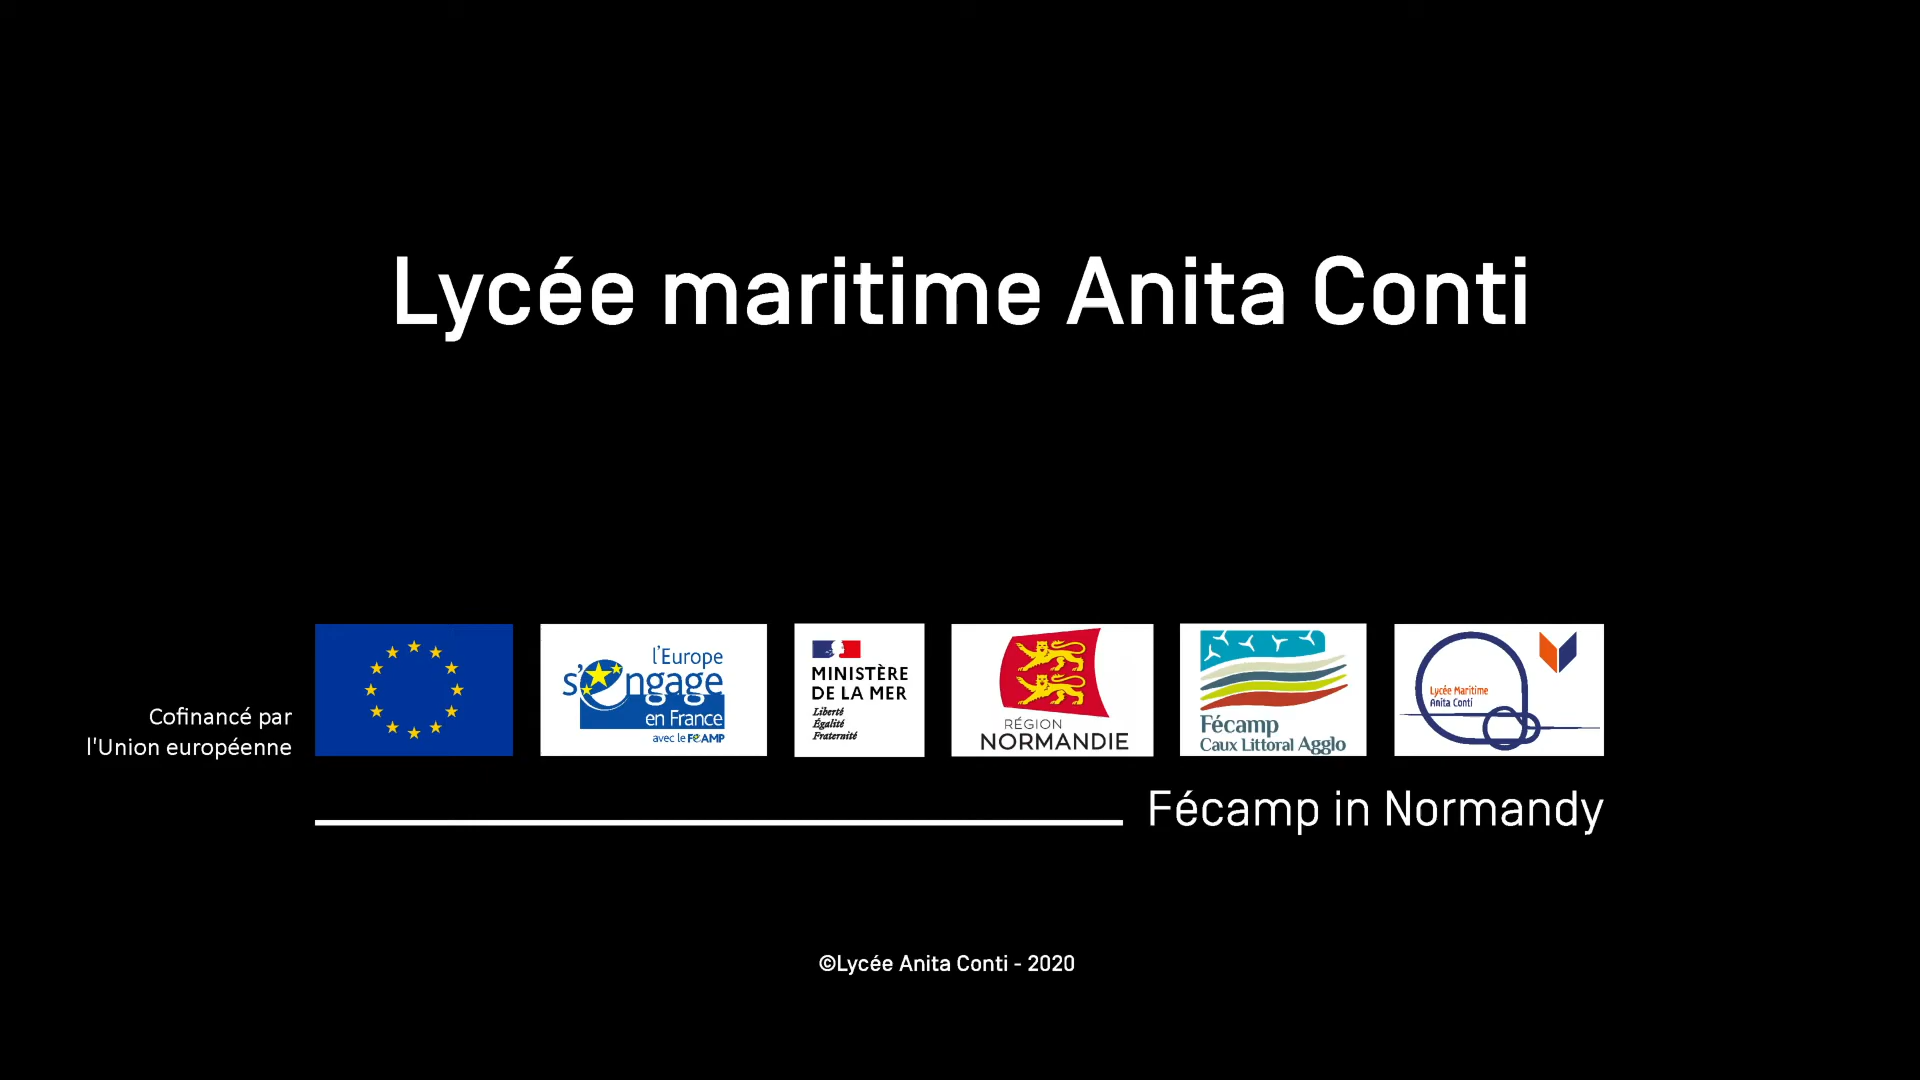 Lycée maritime Anita Conti
Cofinancé par
l'Union européenne
l'Europe
s'engage
en France
avec le FEAMP
MINISTÈRE
DE LA MER
Liberté
Égalité
Fraternité
RÉGION
NORMANDIE
Fécamp
Caux Littoral Agglo
Lycée Maritime
Anita Conti
Fécamp in Normandy
©Lycée Anita Conti - 2020